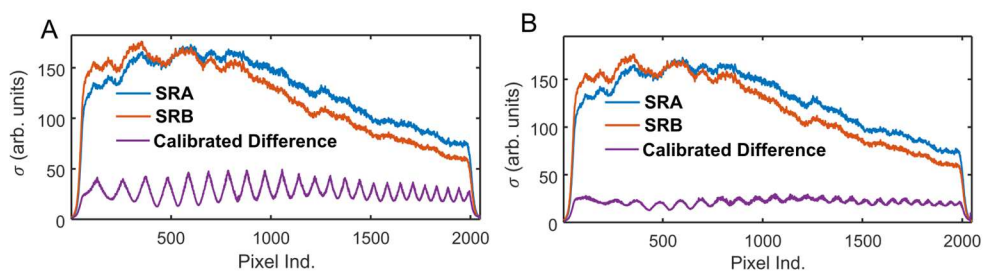 A
σ (arb. units)
150
100
50
0
SRA
SRB
Calibrated Difference
500
1000
1500
2000
Pixel Ind.
B
σ (arb. units)
150
100
50
0
SRA
SRB
Calibrated Difference
500
1000
1500
2000
Pixel Ind.